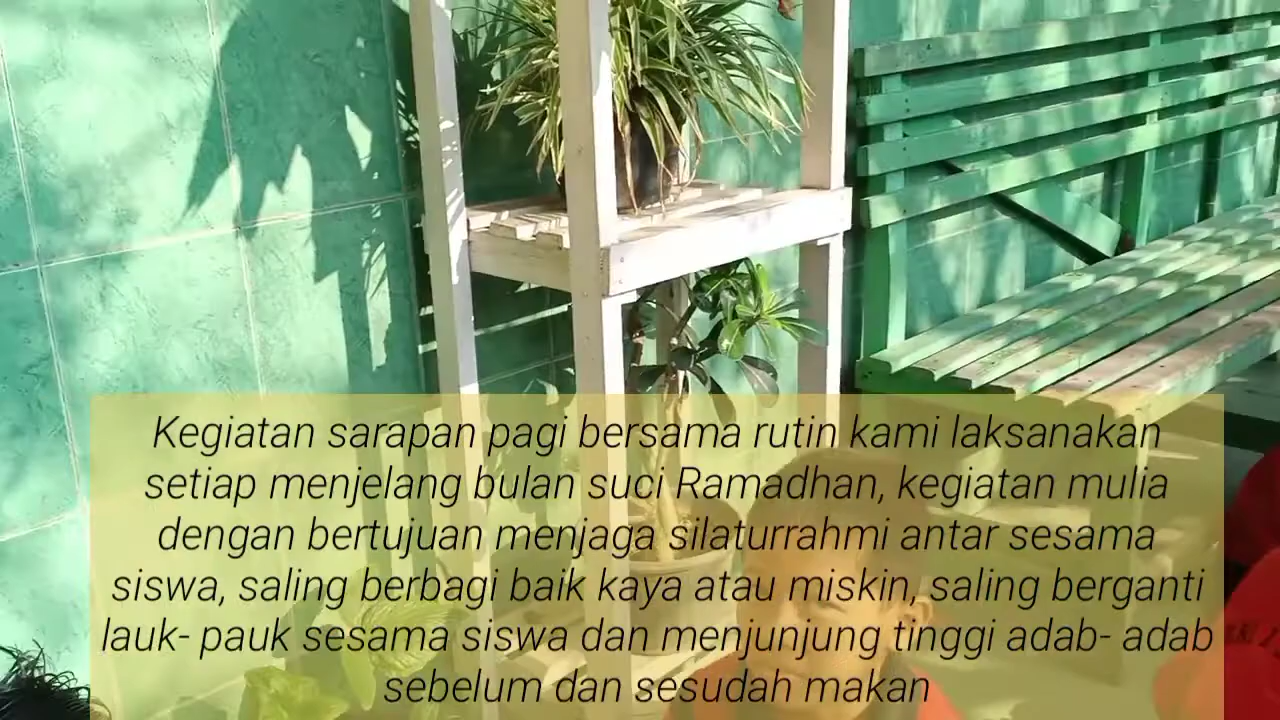 Kegiatan sarapan pagi bersama rutin kami laksanakan
setiap menjelang bulan suci Ramadhan, kegiatan mulia
dengan bertujuan menjaga silaturrahmi antar sesama
siswa, saling berbagi baik kaya atau miskin, saling berganti
lauk- pauk sesama siswa dan menjunjung tinggi adab- adab
sebelum dan sesudah makan